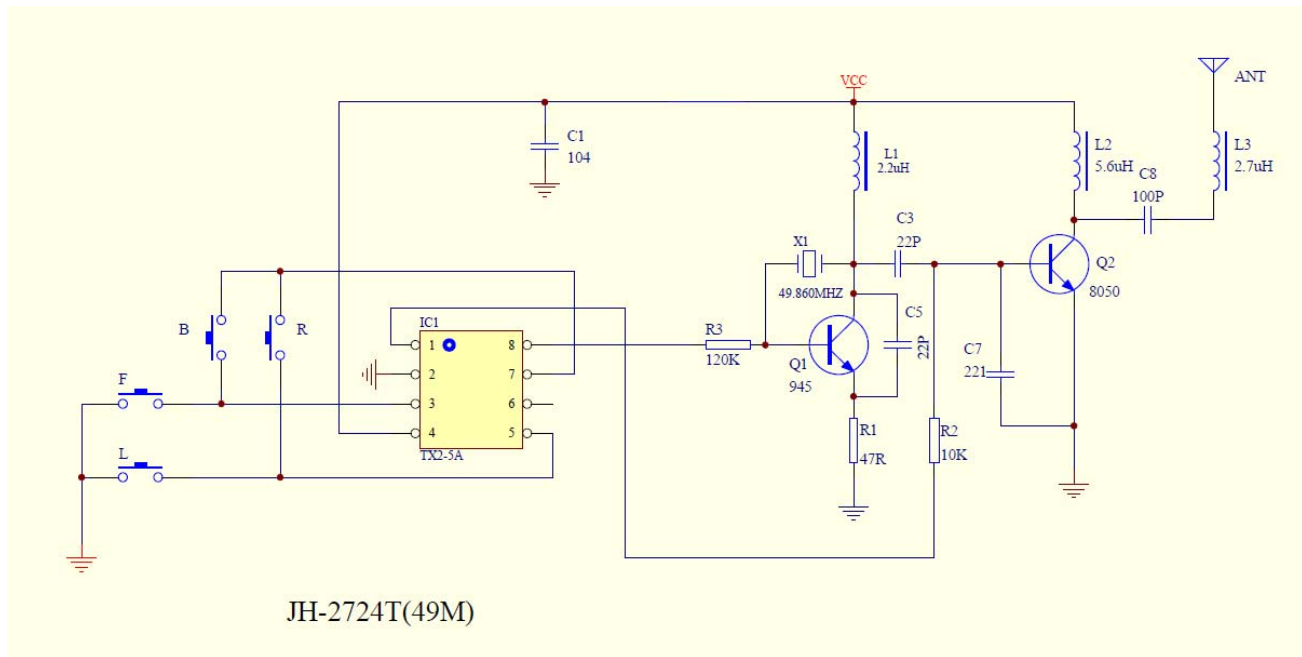 VCC
ANT
C1
104
L1
2.2uH
L2
5.6uH
L3
2.7uH
C8
100P
C3
22P
X1
49.860MHZ
Q2
8050
B
R
IC1
1
8
2
7
3
6
4
5
TX2-5A
R3
120K
Q1
945
C5
22P
C7
221
F
L
R1
47R
R2
10K
JH-2724T(49M)